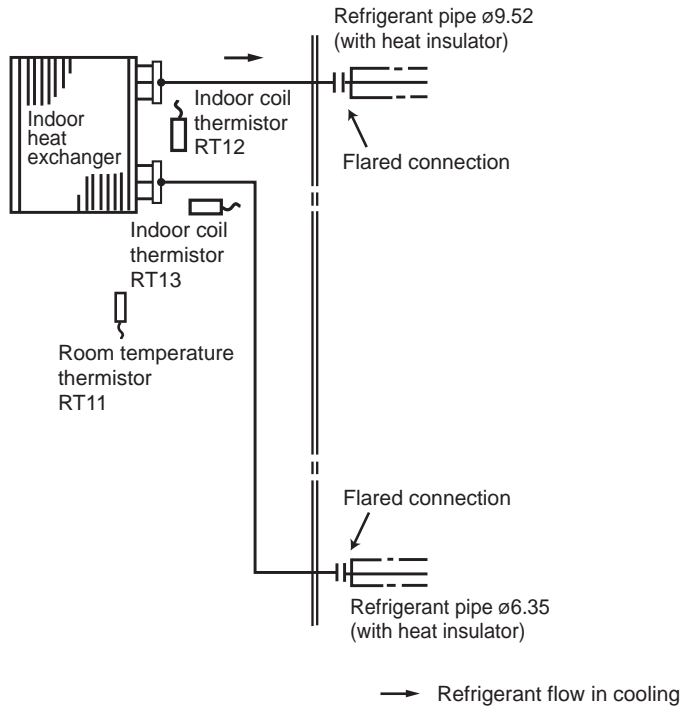 Refrigerant pipe ø9.52
(with heat insulator)
Indoor
heat
exchanger
Indoor coil
thermistor
RT12
Flared connection
Indoor coil
thermistor
RT13
Room temperature
thermistor
RT11
Flared connection
Refrigerant pipe ø6.35
(with heat insulator)
Refrigerant flow in cooling